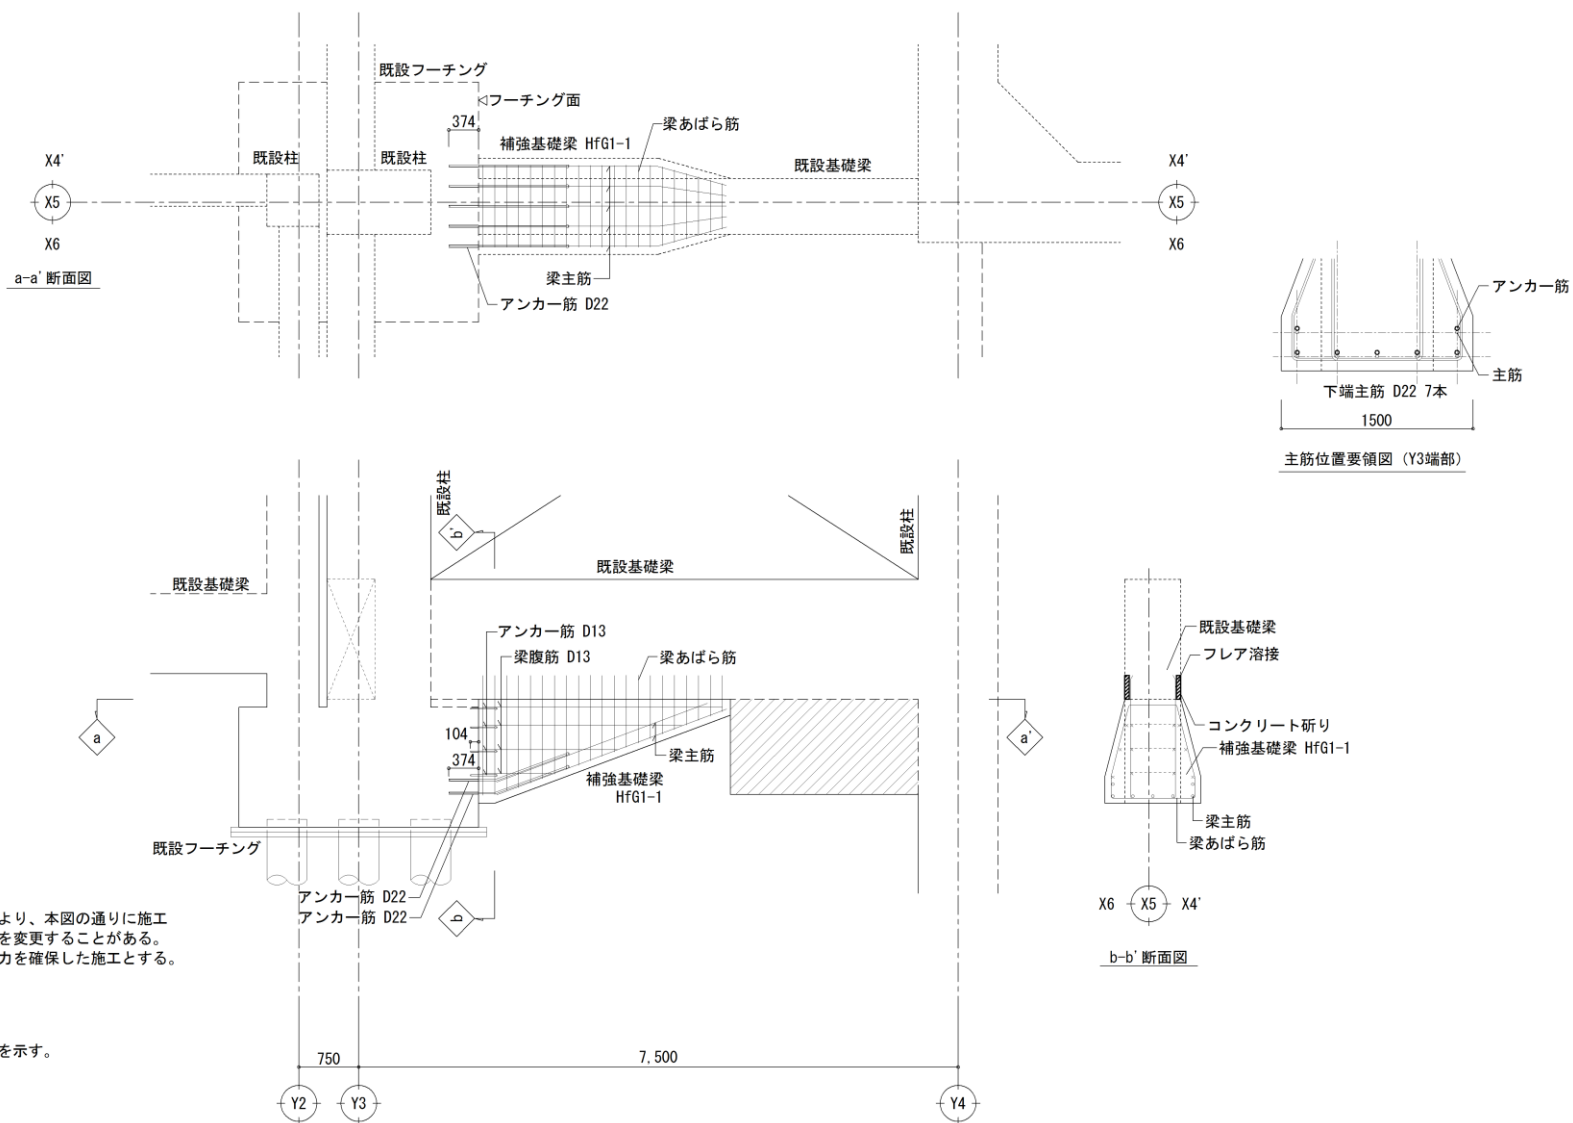 既設フーチング
フーチング面
374
梁あばら筋
補強基礎梁 HfG1-1
既設柱
既設柱
既設基礎梁
X4'
X5
X6
X4'
X5
X6
a-a' 断面図
梁主筋
アンカー筋 D22
アンカー筋
主筋
下端主筋 D22 7本
1500
主筋位置要領図 (Y3端部)
既設柱
既設柱
b'
既設基礎梁
既設基礎梁
アンカー筋 D13
梁腹筋 D13
梁あばら筋
a
a'
104
374
梁主筋
補強基礎梁
HfG1-1
既設フーチング
アンカー筋 D22
アンカー筋 D22
b
既設基礎梁
フレア溶接
コンクリート斫り
補強基礎梁 HfG1-1
梁主筋
梁あばら筋
X6
X5
X4'
b-b' 断面図
より、本図の通りに施工
を変更することがある。
力を確保した施工とする。
を示す。
750
7,500
Y2
Y3
Y4